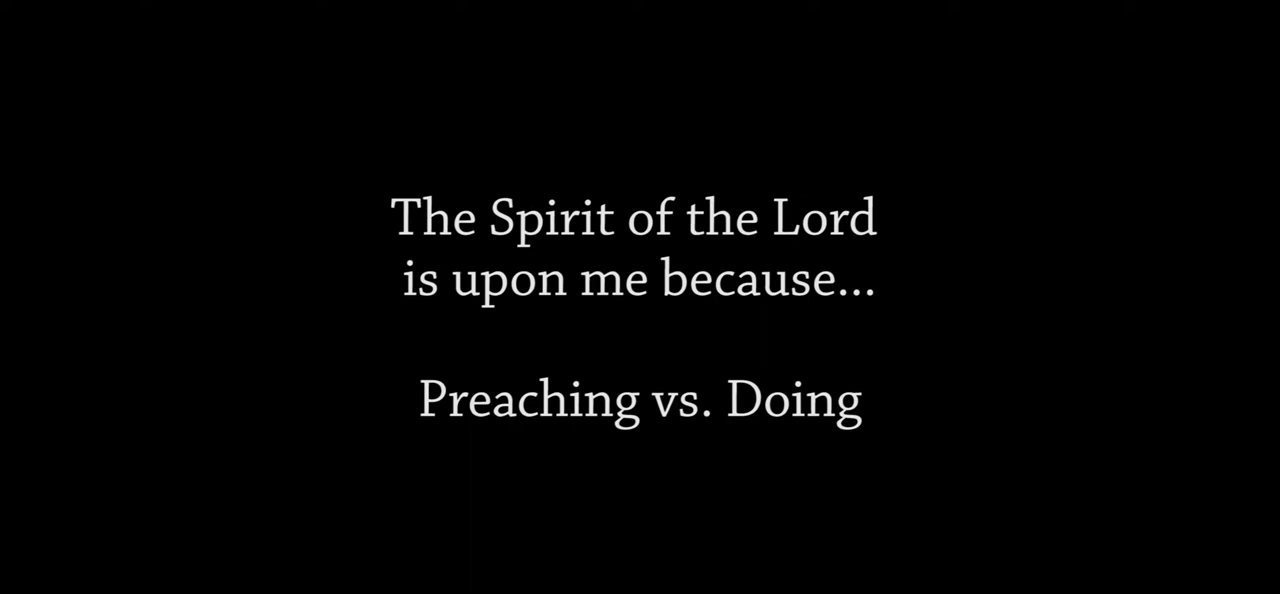 The Spirit of the Lord
is upon me because...
Preaching vs. Doing